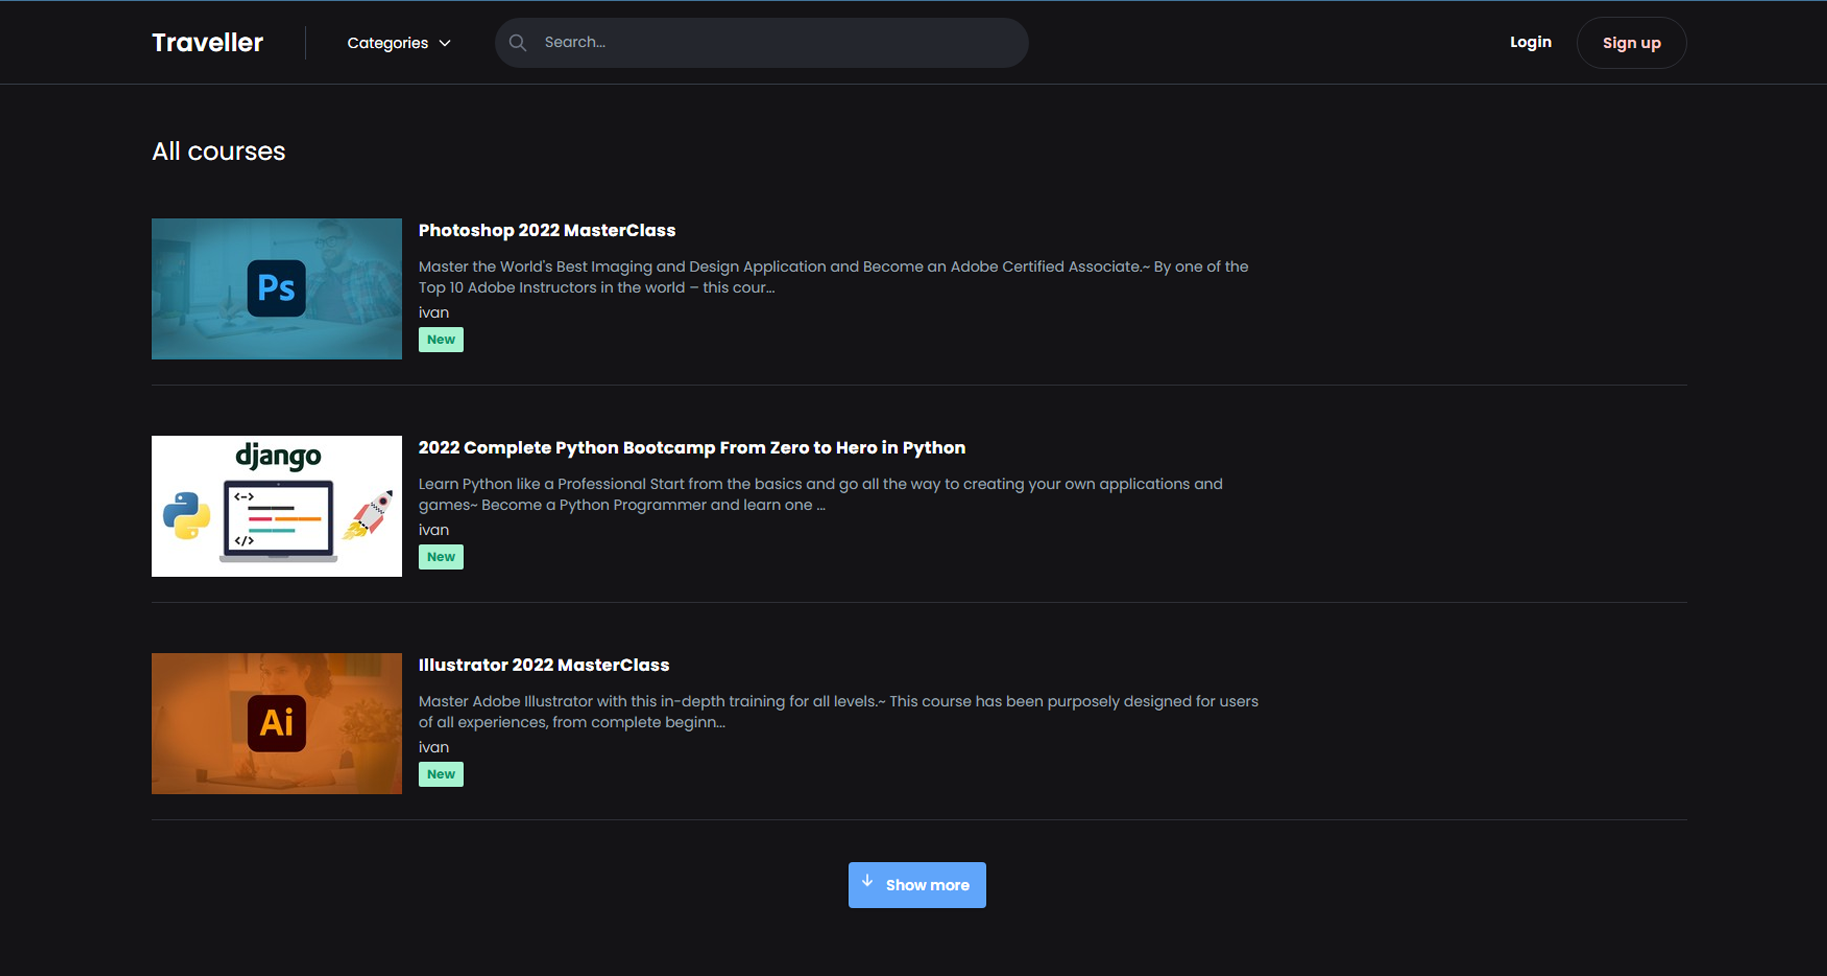 Traveller
Categories
Search...
Login
Sign up
All courses
Ps
Photoshop 2022 MasterClass
Master the World's Best Imaging and Design Application and Become an Adobe Certified Associate.~ By one of the
Top 10 Adobe Instructors in the world – this cour...
ivan
New
django
<->
</>
2022 Complete Python Bootcamp From Zero to Hero in Python
Learn Python like a Professional Start from the basics and go all the way to creating your own applications and
games~ Become a Python Programmer and learn one ...
ivan
New
Ai
Illustrator 2022 MasterClass
Master Adobe Illustrator with this in-depth training for all levels.~ This course has been purposely designed for users
of all experiences, from complete beginn...
ivan
New
Show more